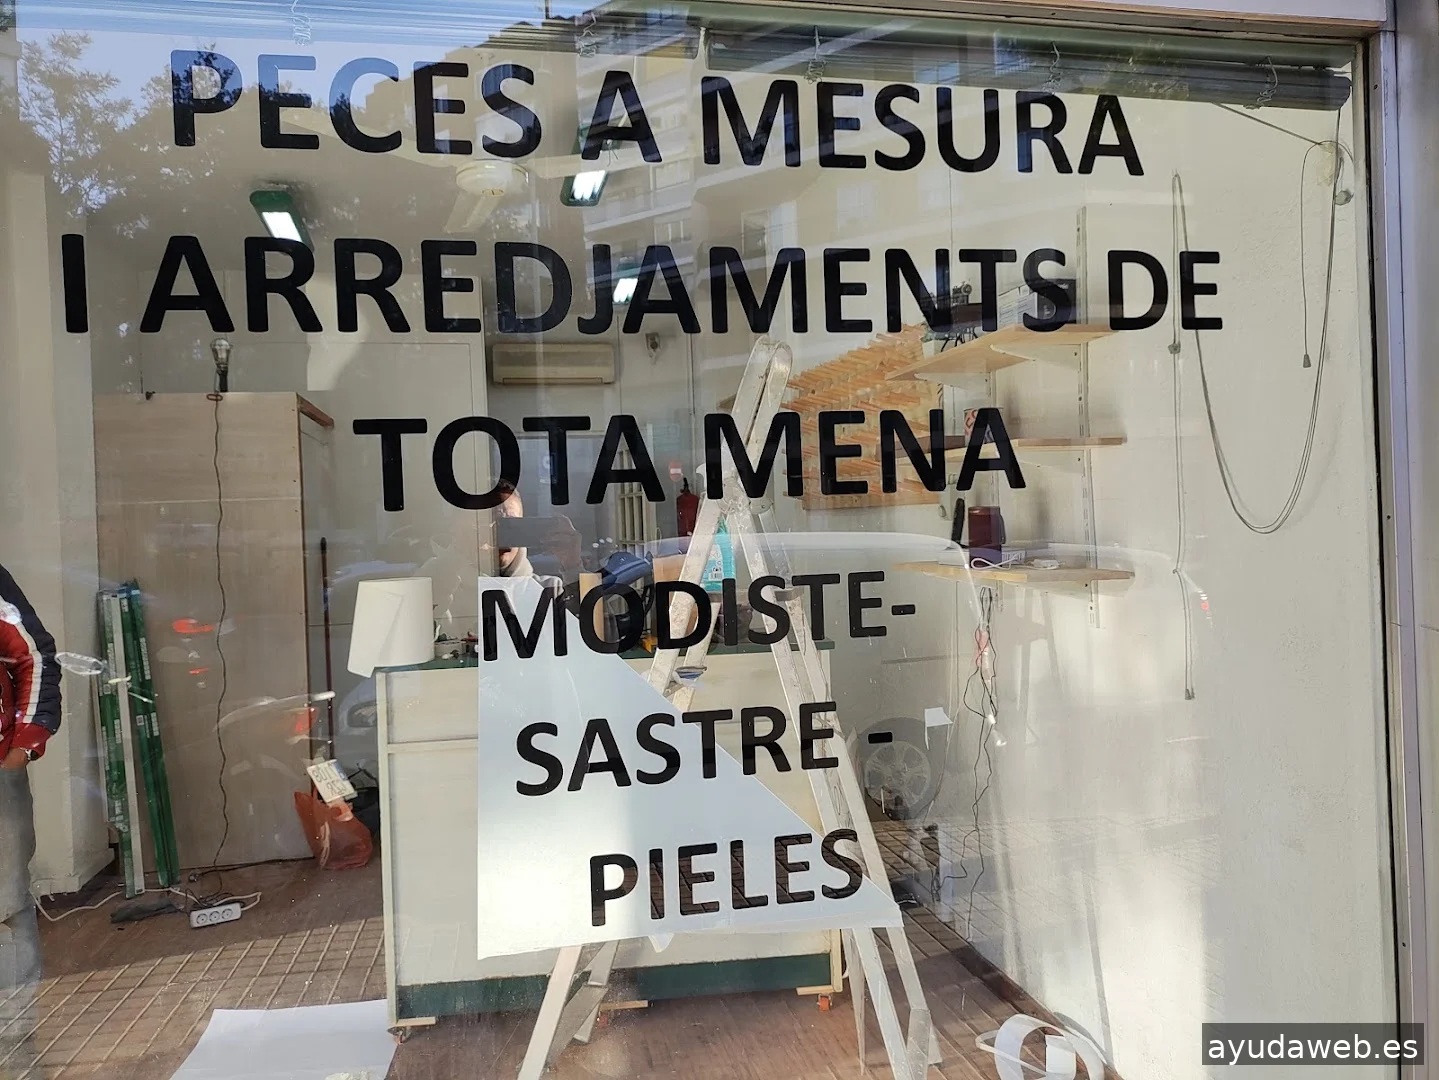 PECES A MESURA
I ARREDJAMENTS DE
TOTA MENA
MODISTE-
SASTRE -
PIELES
ayudaweb.es